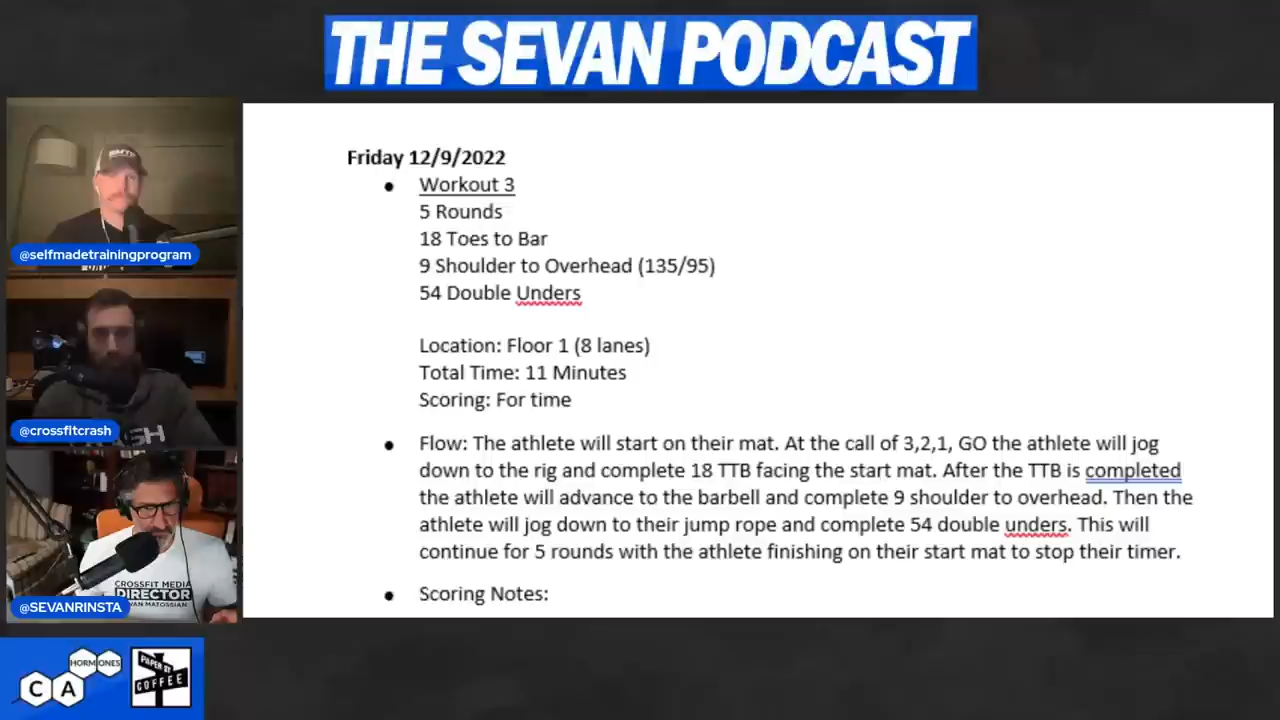 THE SEVAN PODCAST
Friday 12/9/2022
Workout 3
5 Rounds
18 Toes to Bar
9 Shoulder to Overhead (135/95)
54 Double Unders
Location: Floor 1 (8 lanes)
Total Time: 11 Minutes
Scoring: For time
Flow: The athlete will start on their mat. At the call of 3,2,1, GO the athlete will jog
down to the rig and complete 18 TTB facing the start mat. After the TTB is completed
the athlete will advance to the barbell and complete 9 shoulder to overhead. Then the
athlete will jog down to their jump rope and complete 54 double unders. This will
continue for 5 rounds with the athlete finishing on their start mat to stop their timer.
Scoring Notes:
@selfmadetrainingprogram
@crossfitcrash
CROSSFIT MEDIA
DIRECTOR
@SEVANRINSTA
HORMONES
CA
PAPER ST
COFFEE